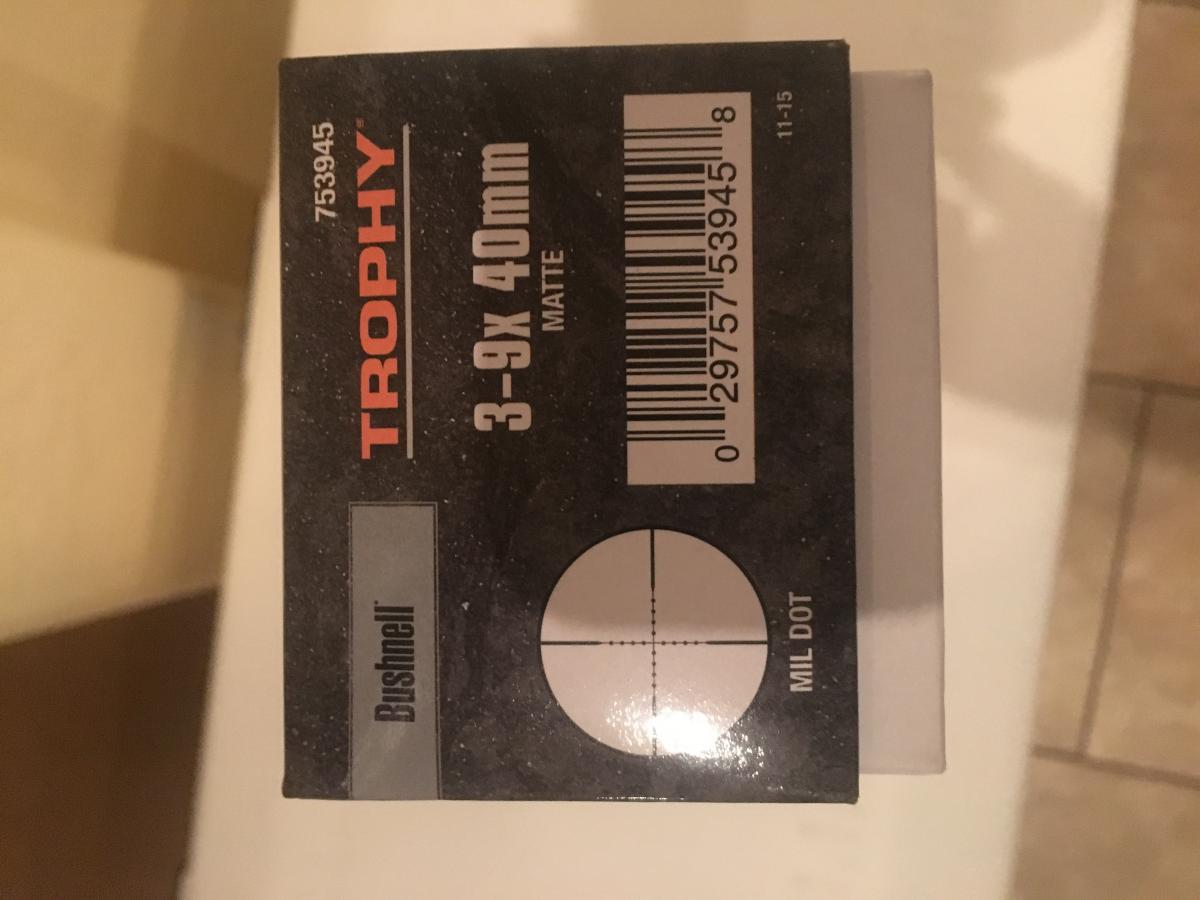 753945
Bushnell®
TROPHY®
3-9x 40mm
MATTE
0 29757 53945 8
MIL DOT
11-15